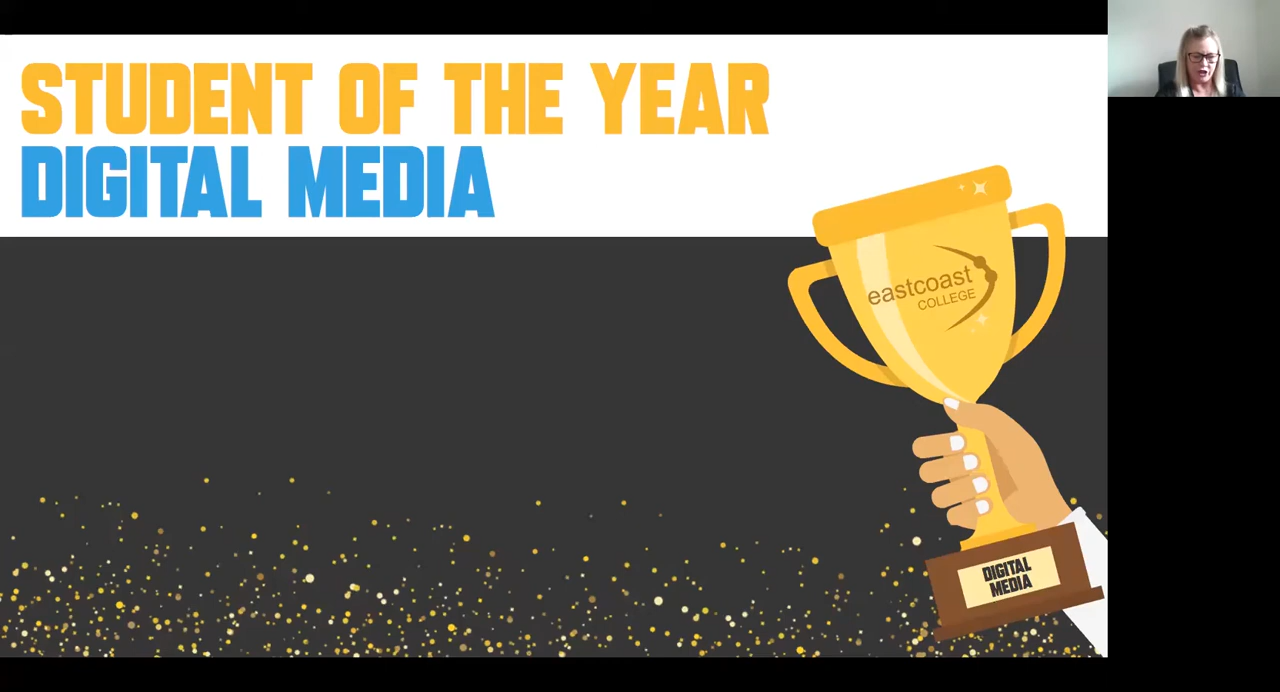 STUDENT OF THE YEAR
DIGITAL MEDIA
eastcoast
COLLEGE
DIGITAL
MEDIA